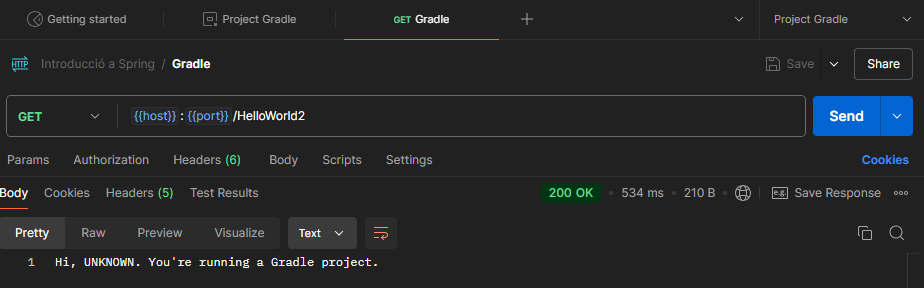 Getting started
Project Gradle
GET Gradle
Project Gradle
HTTP Introducció a Spring / Gradle
Save
Share
GET {{host}}:{{port}}/HelloWorld2
Send
Params Authorization Headers (6) Body Scripts Settings
Cookies
Body Cookies Headers (5) Test Results
200 OK • 534 ms • 210 B
e.g. Save Response
Pretty Raw Preview Visualize Text
1 Hi, UNKNOWN. You're running a Gradle project.